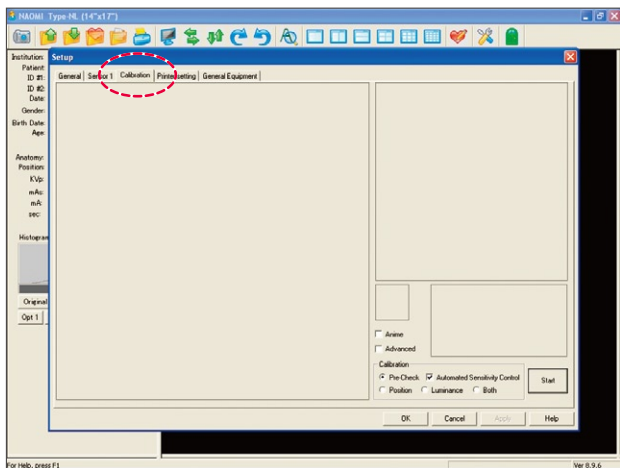 NAOMI Type-NL (14"x17")
Institution:
Patient
ID #1:
ID #2:
Date:
Gender:
Birth Date:
Age:
Anatomy:
Position:
KVp:
mAs:
mA:
sec:
Histogram
Original
Opt 1
Setup
General Sensor 1 Calibration Printer setting General Equipment
Anime
Advanced
Calibration
Pre-Check Automated Sensitivity Control
Position Luminance Both
Start
OK Cancel Apply Help
For Help, press F1
Ver 8.9.6